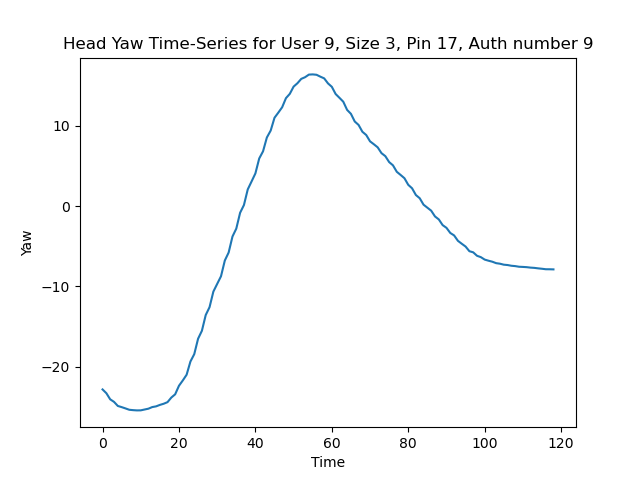 Head Yaw Time-Series for User 9, Size 3, Pin 17, Auth number 9
10
0
−10
−20
Yaw
0 20 40 60 80 100 120
Time